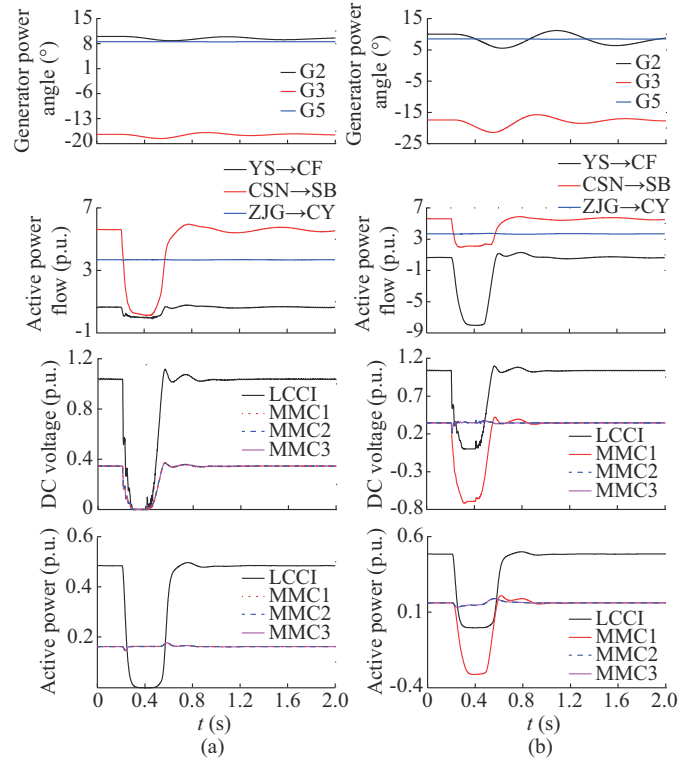 Generator power
angle (°)
15
8
1
-6
-13
-20
G2
G3
G5
Active power
flow (p.u.)
7
3
-1
YS→CF
CSN→SB
ZJG→CY
DC voltage (p.u.)
1.2
0.8
0.4
0
LCCI
MMC1
MMC2
MMC3
Active power (p.u.)
0.6
0.4
0.2
LCCI
MMC1
MMC2
MMC3
0 0.4 0.8 1.2 1.6 2.0
t (s)
(a)
Generator power
angle (°)
15
5
-5
-15
-25
G2
G3
G5
Active power
flow (p.u.)
7
3
-1
-5
-9
YS→CF
CSN→SB
ZJG→CY
DC voltage (p.u.)
1.2
0.7
0.2
-0.3
-0.8
LCCI
MMC1
MMC2
MMC3
Active power (p.u.)
0.6
0.1
-0.4
LCCI
MMC1
MMC2
MMC3
0 0.4 0.8 1.2 1.6 2.0
t (s)
(b)